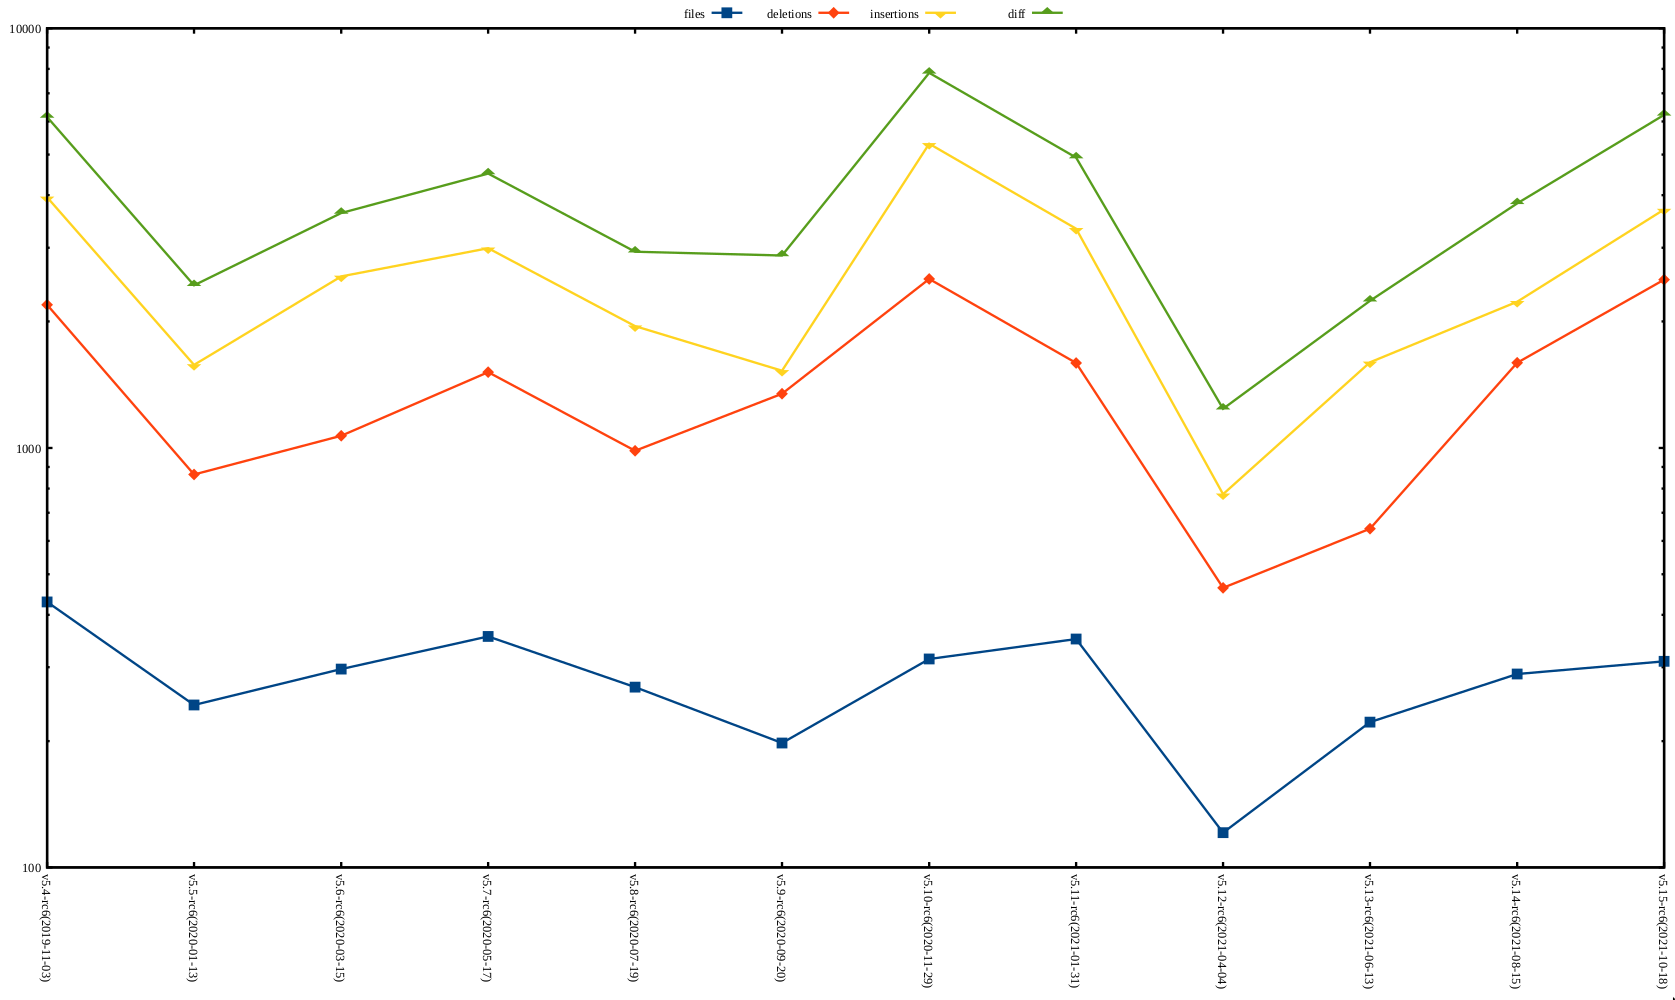 files deletions insertions diff
10000
1000
100
v5.4-rc6(2019-11-03)
v5.5-rc6(2020-01-13)
v5.6-rc6(2020-03-15)
v5.7-rc6(2020-05-17)
v5.8-rc6(2020-07-19)
v5.9-rc6(2020-09-20)
v5.10-rc6(2020-11-29)
v5.11-rc6(2021-01-31)
v5.12-rc6(2021-04-04)
v5.13-rc6(2021-06-13)
v5.14-rc6(2021-08-15)
v5.15-rc6(2021-10-18)